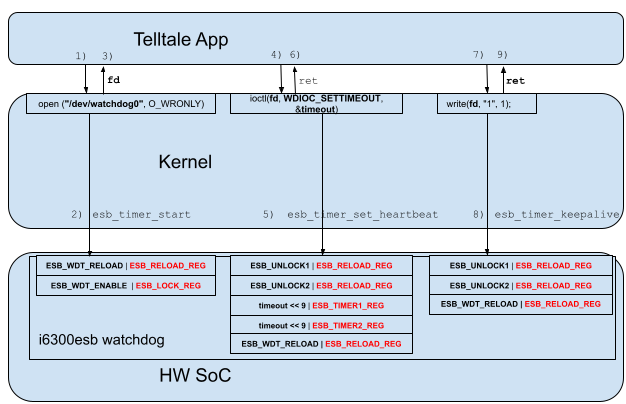 Telltale App
1) 3) 4) 6) 7) 9)
fd ret ret
open ("/dev/watchdog0", O_WRONLY)
ioctl(fd, WDIOC_SETTIMEOUT,
&timeout)
write(fd, "1", 1);
Kernel
2) esb_timer_start
5) esb_timer_set_heartbeat
8) esb_timer_keepalive
ESB_WDT_RELOAD | ESB_RELOAD_REG
ESB_WDT_ENABLE | ESB_LOCK_REG
ESB_UNLOCK1 | ESB_RELOAD_REG
ESB_UNLOCK2 | ESB_RELOAD_REG
timeout << 9 | ESB_TIMER1_REG
timeout << 9 | ESB_TIMER2_REG
ESB_WDT_RELOAD | ESB_RELOAD_REG
ESB_UNLOCK1 | ESB_RELOAD_REG
ESB_UNLOCK2 | ESB_RELOAD_REG
ESB_WDT_RELOAD | ESB_RELOAD_REG
i6300esb watchdog
HW SoC